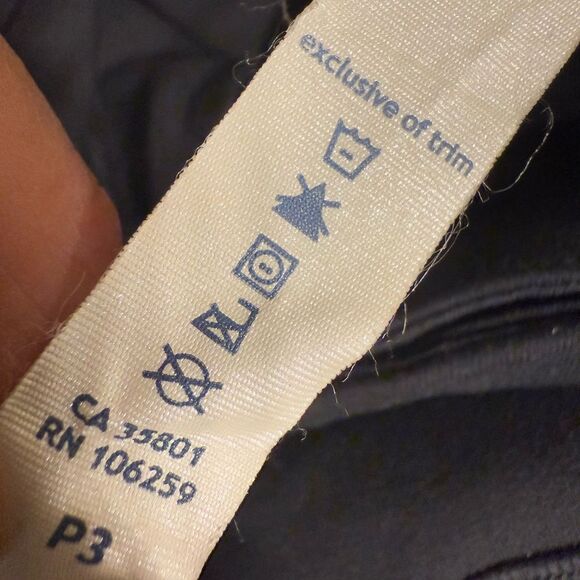 exclusive of trim
CA 35801
RN 106259
P3